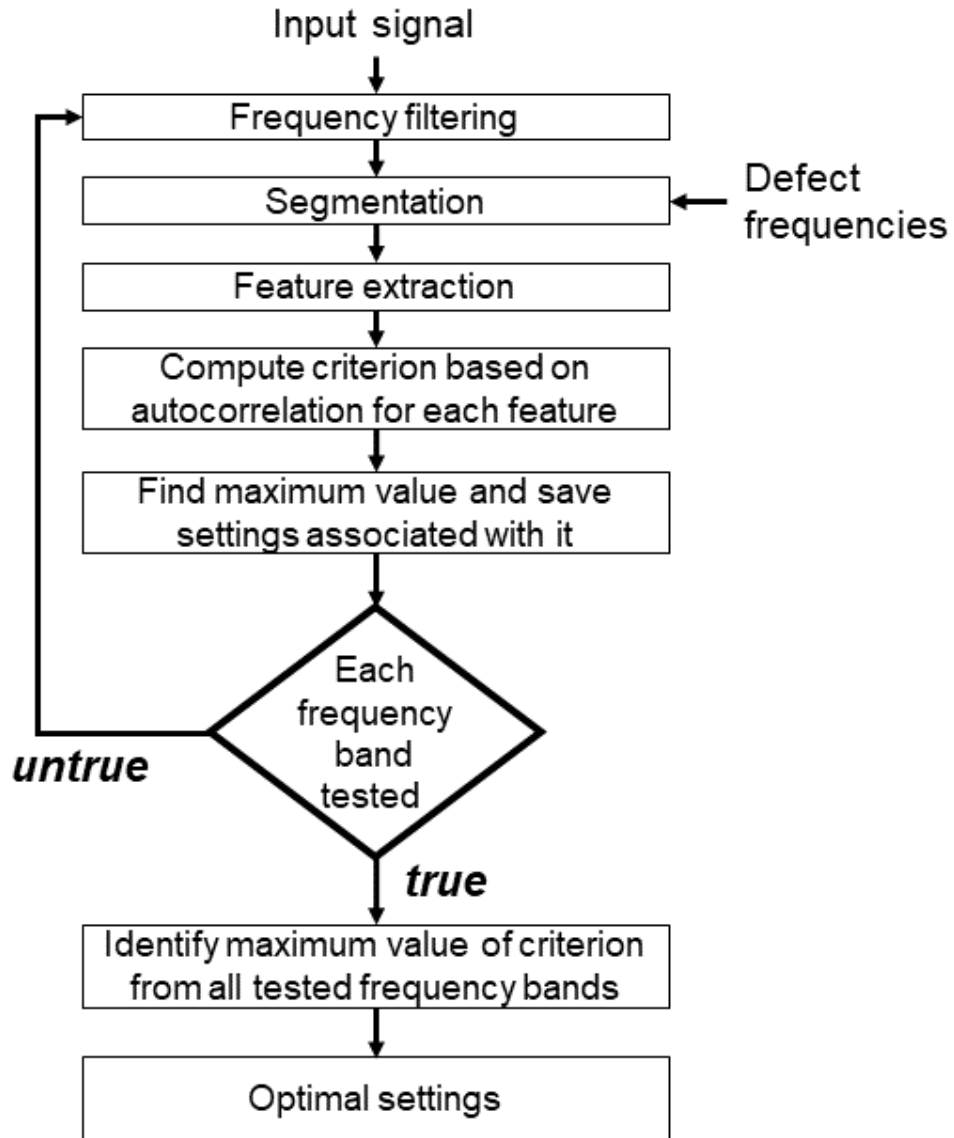 Input signal
Frequency filtering
Segmentation
Defect
frequencies
Feature extraction
Compute criterion based on
autocorrelation for each feature
Find maximum value and save
settings associated with it
Each
frequency
band
tested
untrue
true
Identify maximum value of criterion
from all tested frequency bands
Optimal settings